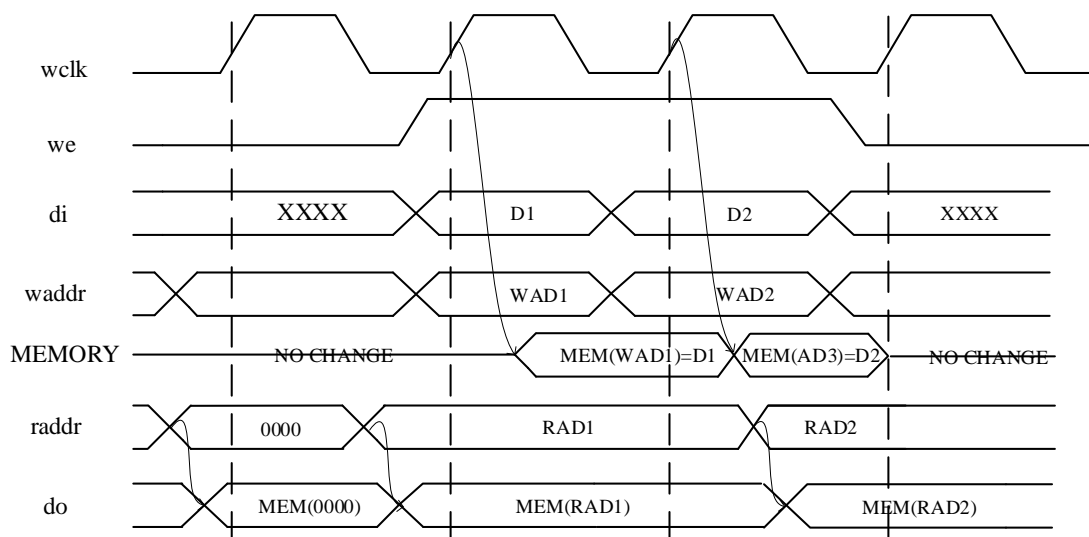 wclk
we
di XXXX D1 D2 XXXX
waddr WAD1 WAD2
MEMORY NO CHANGE MEM(WAD1)=D1 MEM(AD3)=D2 NO CHANGE
raddr 0000 RAD1 RAD2
do MEM(0000) MEM(RAD1) MEM(RAD2)